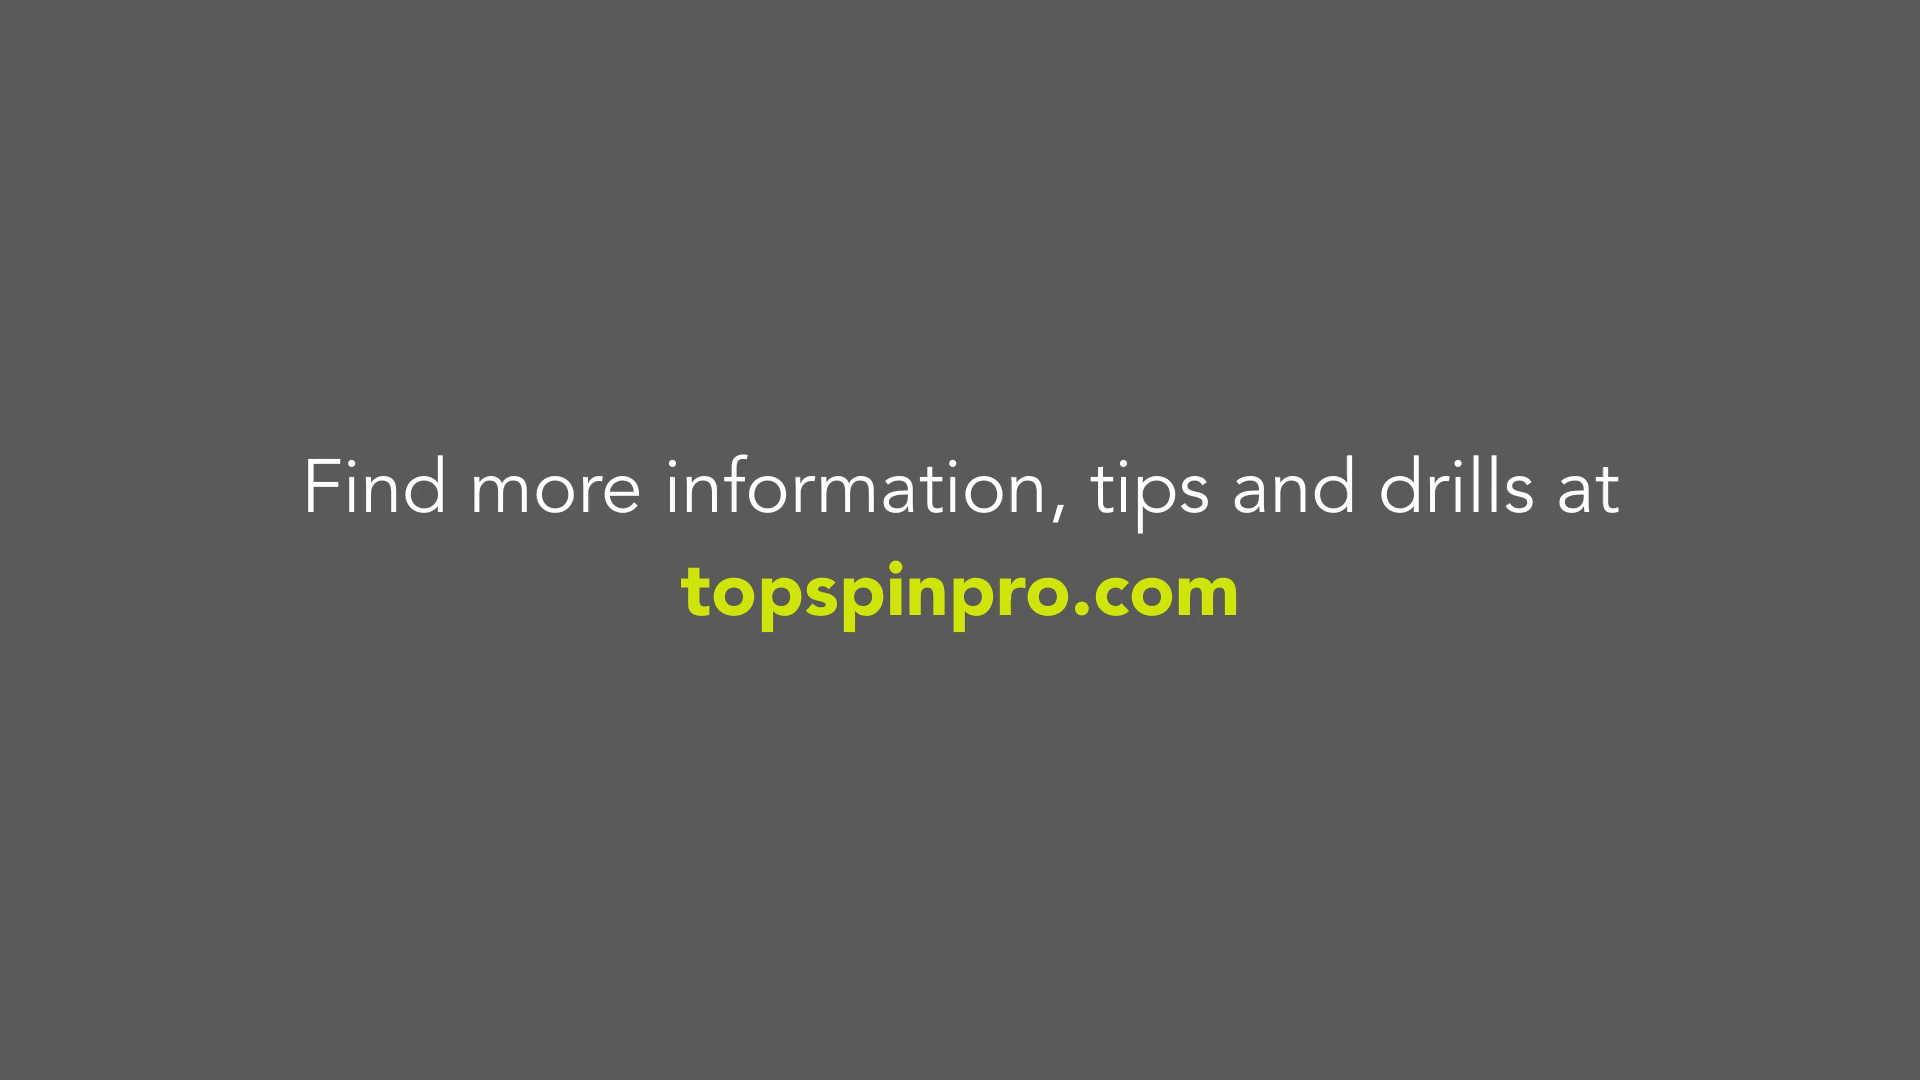 Find more information, tips and drills at
topspinpro.com